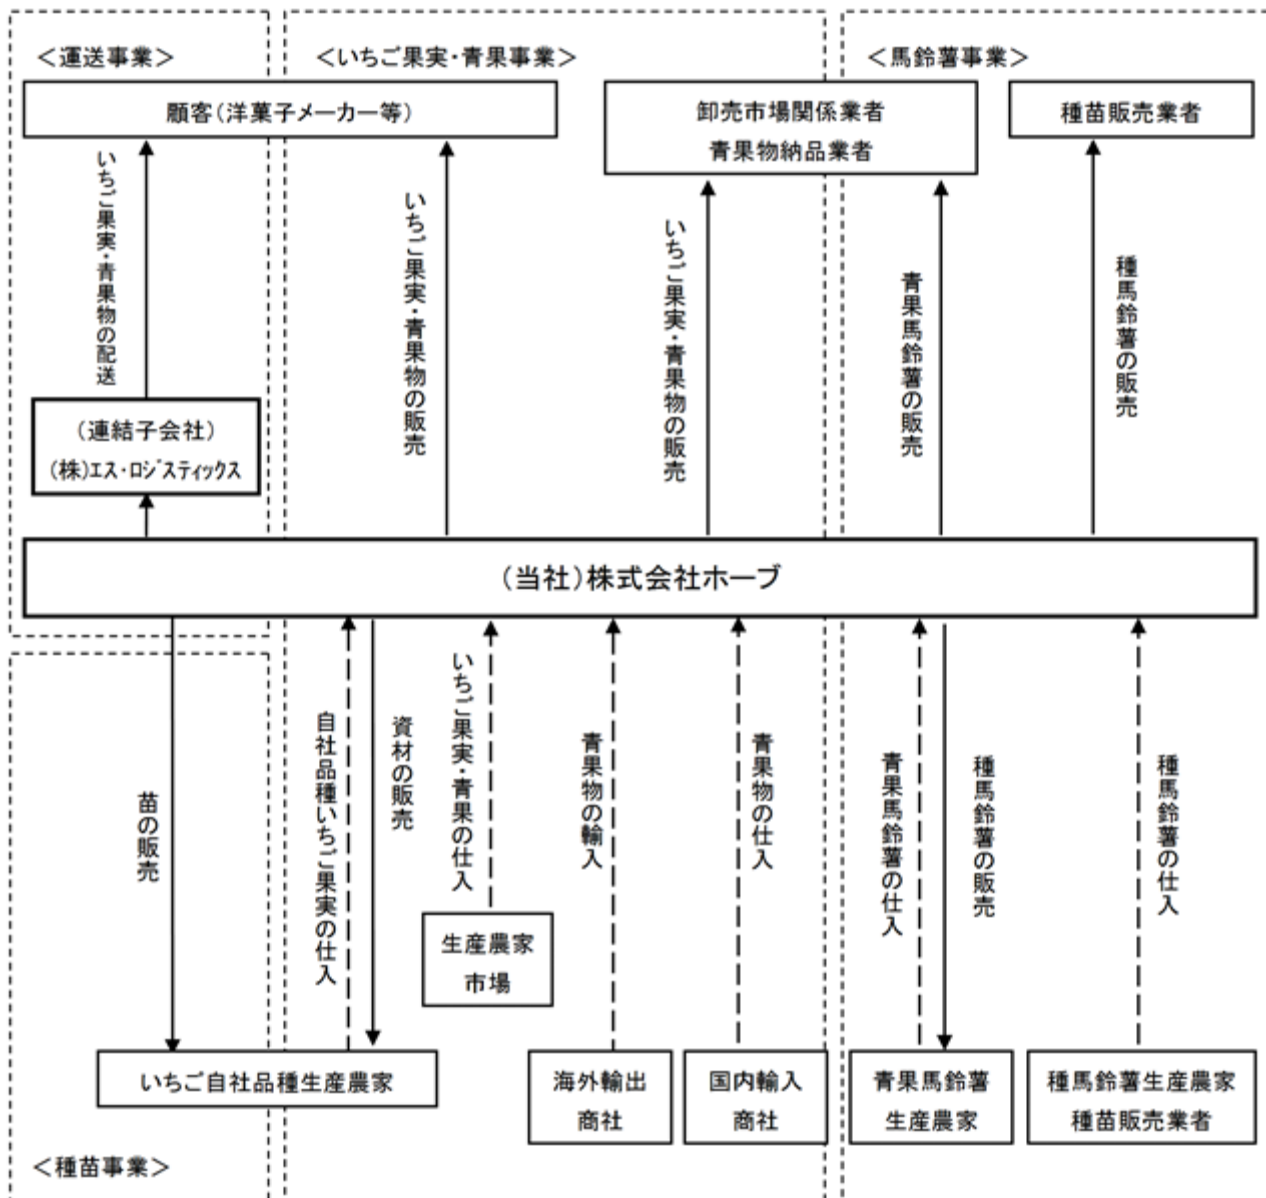 ＜運送事業＞
＜いちご果実・青果事業＞
＜馬鈴薯事業＞
顧客(洋菓子メーカー等)
卸売市場関係業者
青果物納品業者
種苗販売業者
いちご果実・青果物の配送
いちご果実・青果物の販売
いちご果実・青果物の販売
青果馬鈴薯の販売
種馬鈴薯の販売
(連結子会社)
(株)エス・ロジスティックス
(当社)株式会社ホーブ
苗の販売
自社品種いちご果実の仕入
資材の販売
いちご果実・青果の仕入
青果物の輸入
青果物の仕入
青果馬鈴薯の仕入
種馬鈴薯の販売
種馬鈴薯の仕入
生産農家
市場
いちご自社品種生産農家
海外輸出
商社
国内輸入
商社
青果馬鈴薯
生産農家
種馬鈴薯生産農家
種苗販売業者
＜種苗事業＞